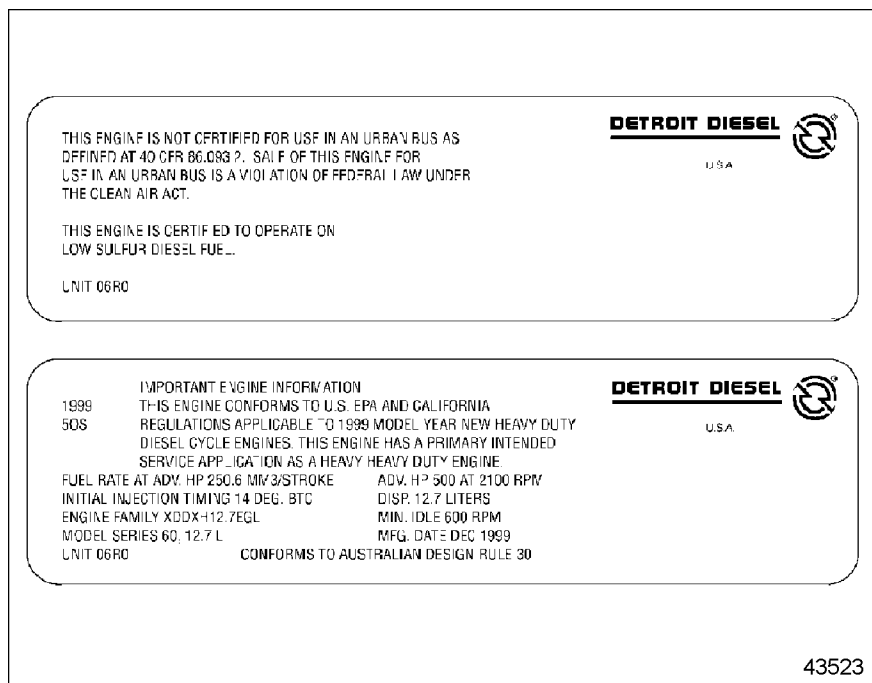 THIS ENGINE IS NOT CERTIFIED FOR USE IN AN URBAN BUS AS
DEFINED AT 40 CFR 86.093 2. SALE OF THIS ENGINE FOR
USE IN AN URBAN BUS IS A VIOLATION OF FEDERAL LAW UNDER
THE CLEAN AIR ACT.
THIS ENGINE IS CERTIFIED TO OPERATE ON
LOW SULFUR DIESEL FUEL.
UNIT 06R0
DETROIT DIESEL
U.S.A.
IMPORTANT ENGINE INFORMATION
1999 THIS ENGINE CONFORMS TO U.S. EPA AND CALIFORNIA
50S REGULATIONS APPLICABLE TO 1999 MODEL YEAR NEW HEAVY DUTY
DIESEL CYCLE ENGINES. THIS ENGINE HAS A PRIMARY INTENDED
SERVICE APPLICATION AS A HEAVY HEAVY DUTY ENGINE.
DETROIT DIESEL
U.S.A.
FUEL RATE AT ADV. HP 250.6 MM3/STROKE ADV. HP 500 AT 2100 RPM
INITIAL INJECTION TIMING 14 DEG. BTC DISP. 12.7 LITERS
ENGINE FAMILY XDDXH12.7EGL MIN. IDLE 600 RPM
MODEL SERIES 60, 12.7 L MFG. DATE DEC 1999
UNIT 06R0 CONFORMS TO AUSTRALIAN DESIGN RULE 30
43523